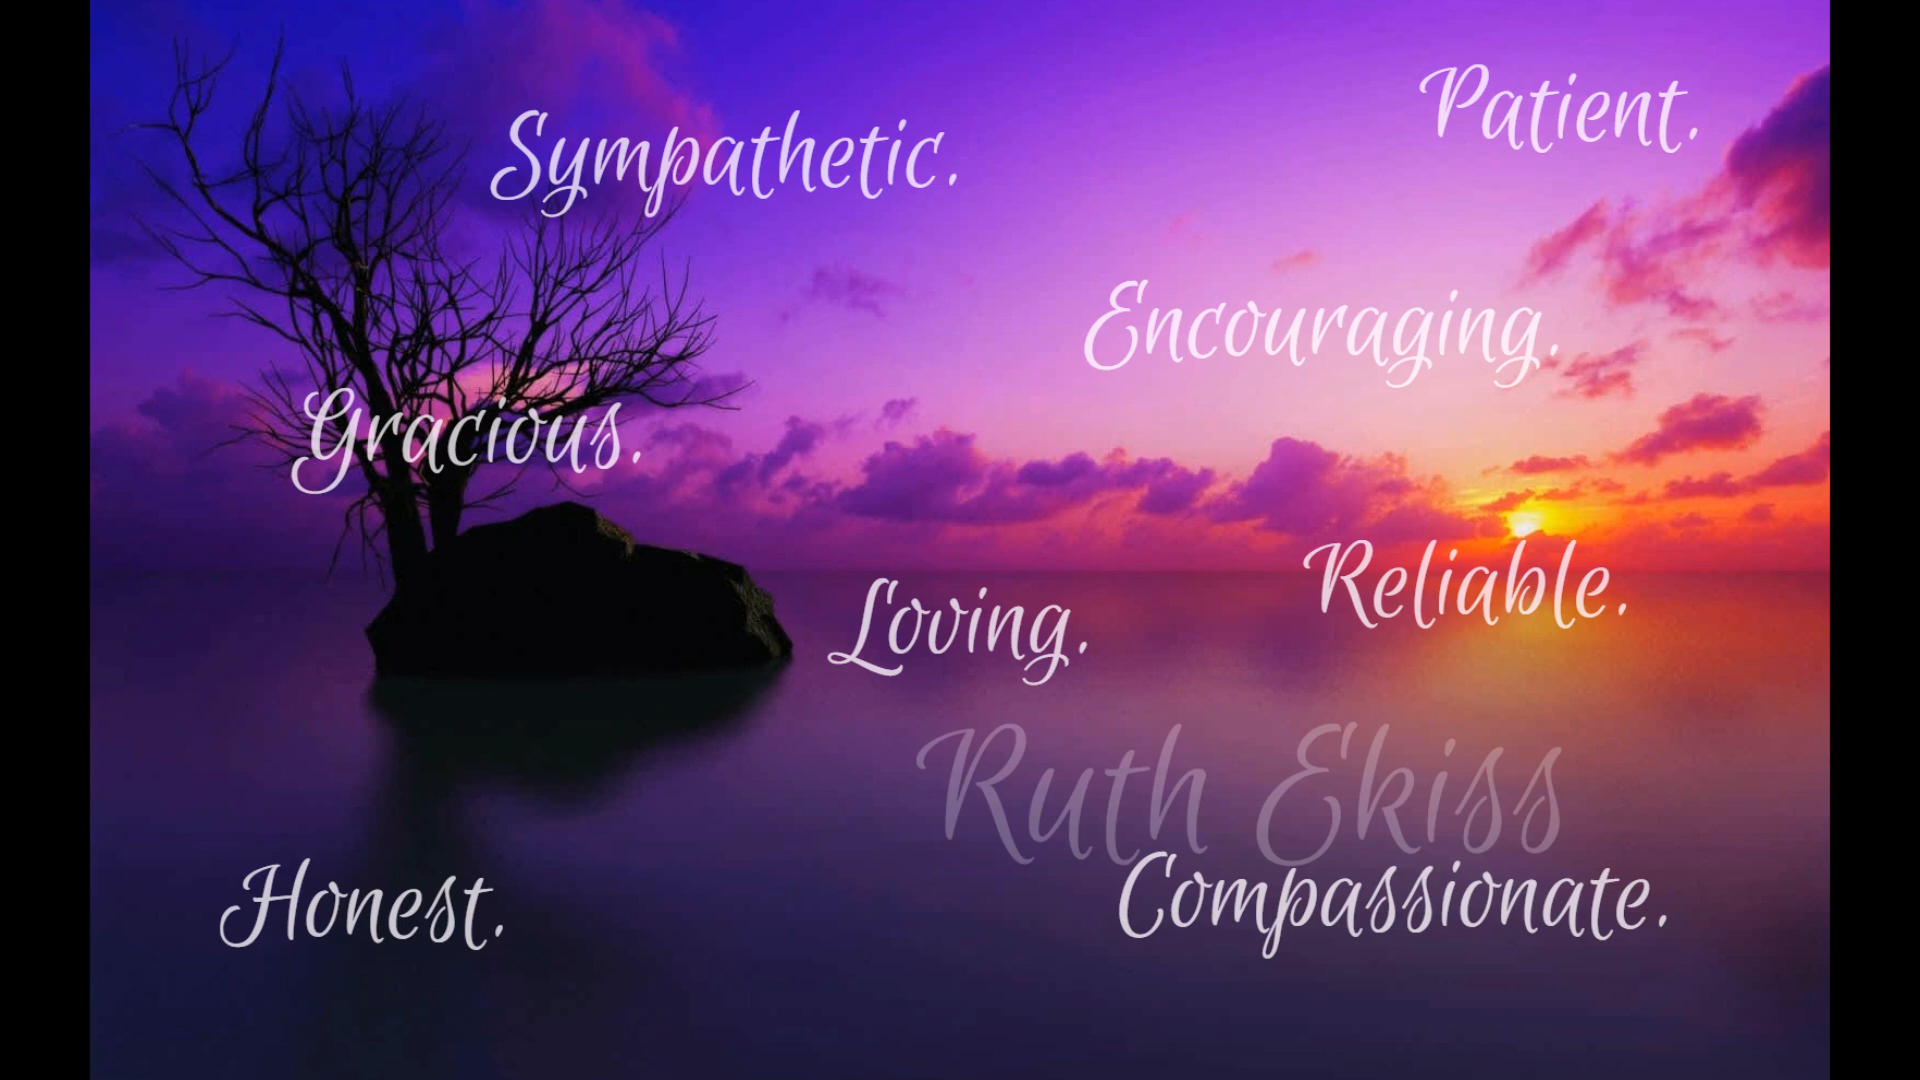 Patient.
Sympathetic.
Encouraging.
Gracious.
Reliable.
Loving.
Ruth Ekiss
Honest.
Compassionate.